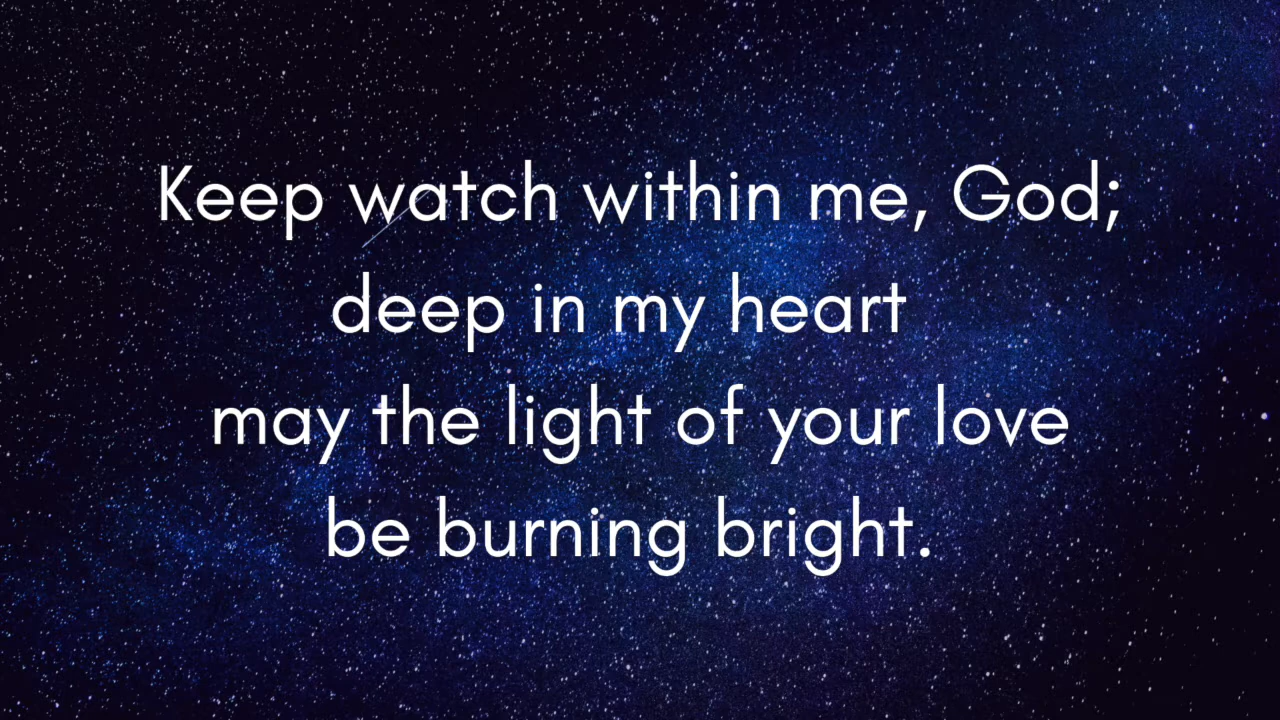 Keep watch within me, God;
deep in my heart
may the light of your love
be burning bright.